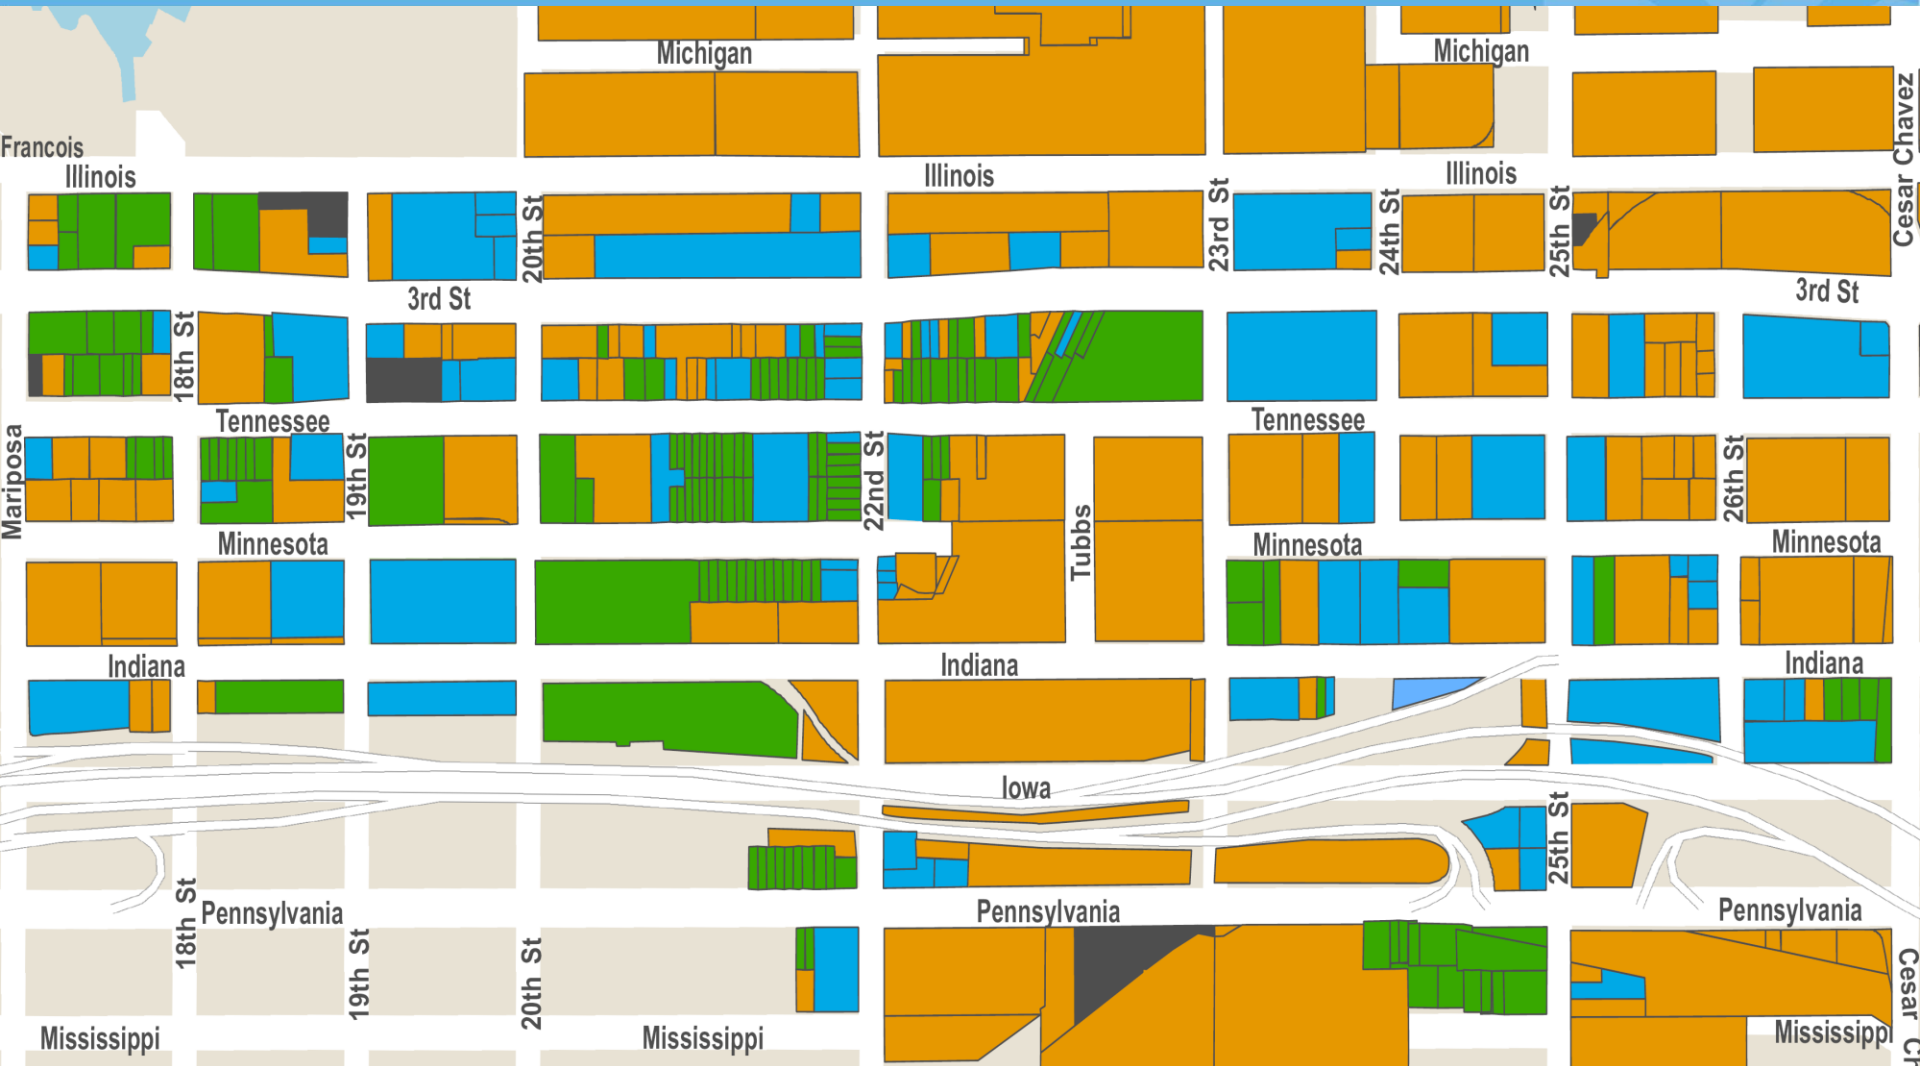 Michigan
Michigan
Francois
Illinois
Illinois
Illinois
Cesar Chavez
20th St
23rd St
24th St
25th St
3rd St
3rd St
18th St
Tennessee
Tennessee
Mariposa
19th St
22nd St
26th St
Minnesota
Minnesota
Minnesota
Tubbs
Indiana
Indiana
Indiana
Iowa
25th St
18th St
Pennsylvania
Pennsylvania
Pennsylvania
19th St
20th St
Cesar Ch
Mississippi
Mississippi
Mississippi